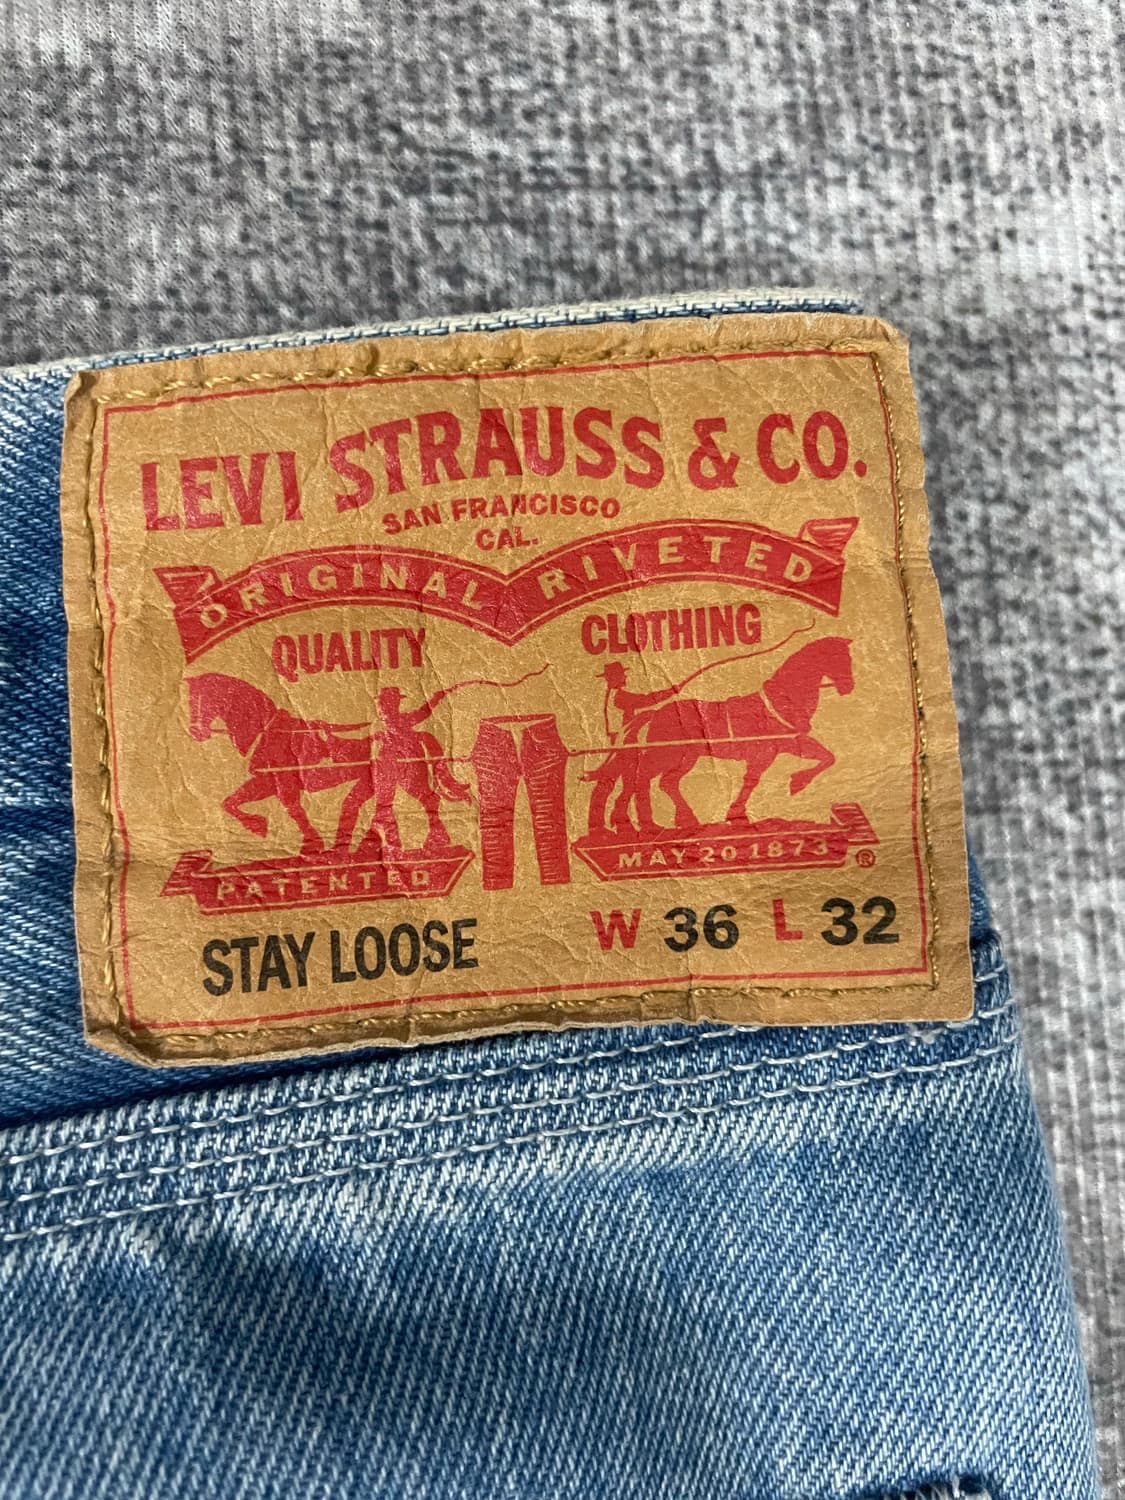 LEVI STRAUSS & CO.
SAN FRANCISCO
CAL.
ORIGINAL RIVETED
QUALITY CLOTHING
PATENTED MAY 20 1873 ®
STAY LOOSE W 36 L 32